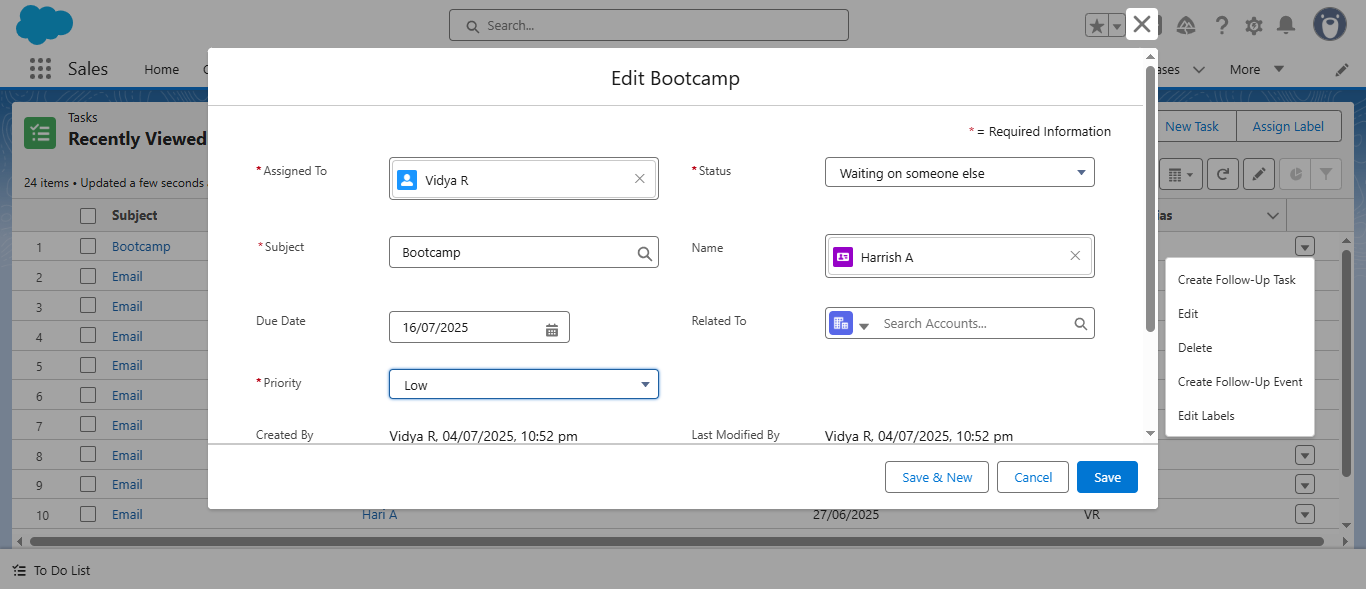 Search...
Sales
Home
More
Tasks
Recently Viewed
New Task
Assign Label
24 items • Updated a few seconds
Subject
1
Bootcamp
2
Email
3
Email
4
Email
5
Email
6
Email
7
Email
8
Email
9
Email
10
Email
Hari A
27/06/2025
VR
To Do List
Edit Bootcamp
* = Required Information
*Assigned To
Vidya R
*Status
Waiting on someone else
*Subject
Bootcamp
Name
Harrish A
Due Date
16/07/2025
Related To
Search Accounts...
*Priority
Low
Created By
Vidya R, 04/07/2025, 10:52 pm
Last Modified By
Vidya R, 04/07/2025, 10:52 pm
Save & New
Cancel
Save
Create Follow-Up Task
Edit
Delete
Create Follow-Up Event
Edit Labels